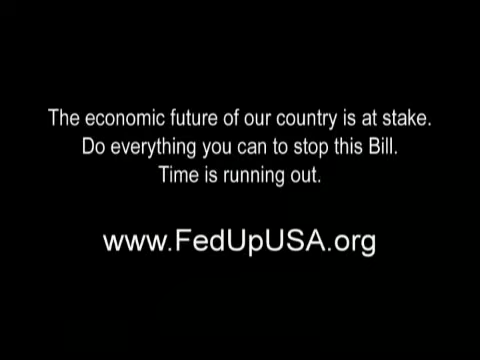 The economic future of our country is at stake.
Do everything you can to stop this Bill.
Time is running out.
www.FedUpUSA.org